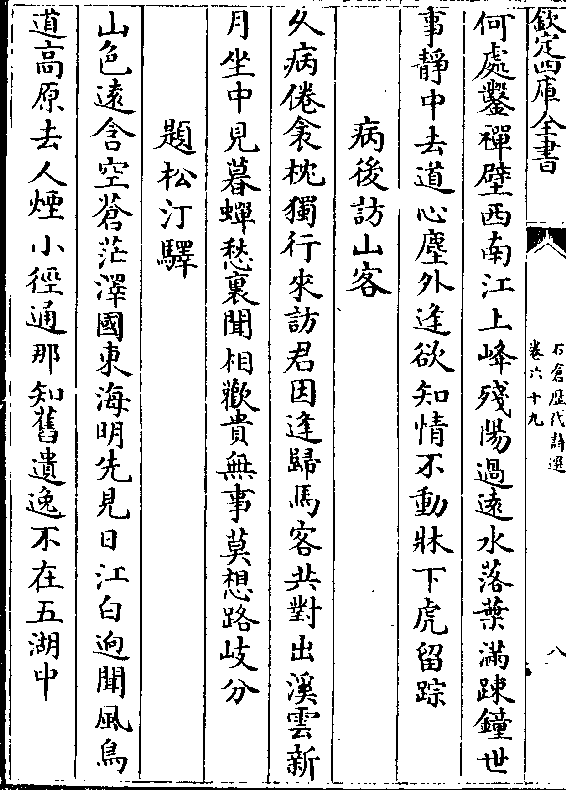 欽定四庫全書
石倉歷代詩選
卷六十九
八
何處鑿禪壁西南江上峰殘陽過遠水落葉滿踈鐘世
事靜中去道心塵外逢欲知情不動牀下虎留踪
病後訪山客
久病倦衾枕獨行來訪君因逢歸馬客共對出溪雲新
月坐中見暮蟬愁裏聞相歡貴無事莫想路岐分
題松汀驛
山色遠含空蒼茫澤國東海明先見日江白逈聞風鳥
道高原去人煙小徑通那知舊遺逸不在五湖中